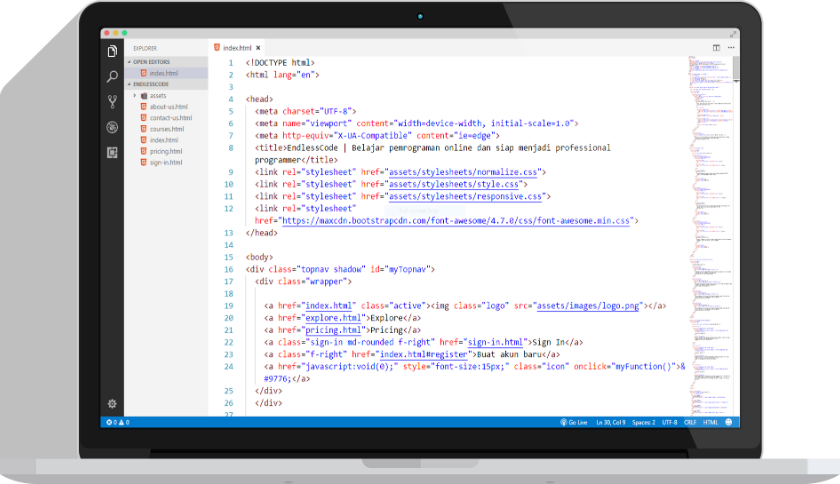 EXPLORER
OPEN EDITORS
index.html
ENDLESSCODE
assets
about-us.html
contact-us.html
courses.html
index.html
pricing.html
sign-in.html
index.html
1 <!DOCTYPE html>
2 <html lang="en">
3
4 <head>
5 <meta charset="UTF-8">
6 <meta name="viewport" content="width=device-width, initial-scale=1.0">
7 <meta http-equiv="X-UA-Compatible" content="ie=edge">
8 <title>EndlessCode | Belajar pemrograman online dan siap menjadi professional
programmer</title>
9 <link rel="stylesheet" href="assets/stylesheets/normalize.css">
10 <link rel="stylesheet" href="assets/stylesheets/style.css">
11 <link rel="stylesheet" href="assets/stylesheets/responsive.css">
12 <link rel="stylesheet"
href="https://maxcdn.bootstrapcdn.com/font-awesome/4.7.0/css/font-awesome.min.css">
13 </head>
14
15 <body>
16 <div class="topnav shadow" id="myTopnav">
17 <div class="wrapper">
18
19 <a href="index.html" class="active"><img class="logo" src="assets/images/logo.png"></a>
20 <a href="explore.html">Explore</a>
21 <a href="pricing.html">Pricing</a>
22 <a class="sign-in md-rounded f-right" href="sign-in.html">Sign In</a>
23 <a class="f-right" href="index.html#register">Buat akun baru</a>
24 <a href="javascript:void(0);" style="font-size:15px;" class="icon" onclick="myFunction()">&
#9776;</a>
25 </div>
26 </div>
27
0 0 Go Live Ln 30, Col 9 Spaces: 2 UTF-8 CRLF HTML